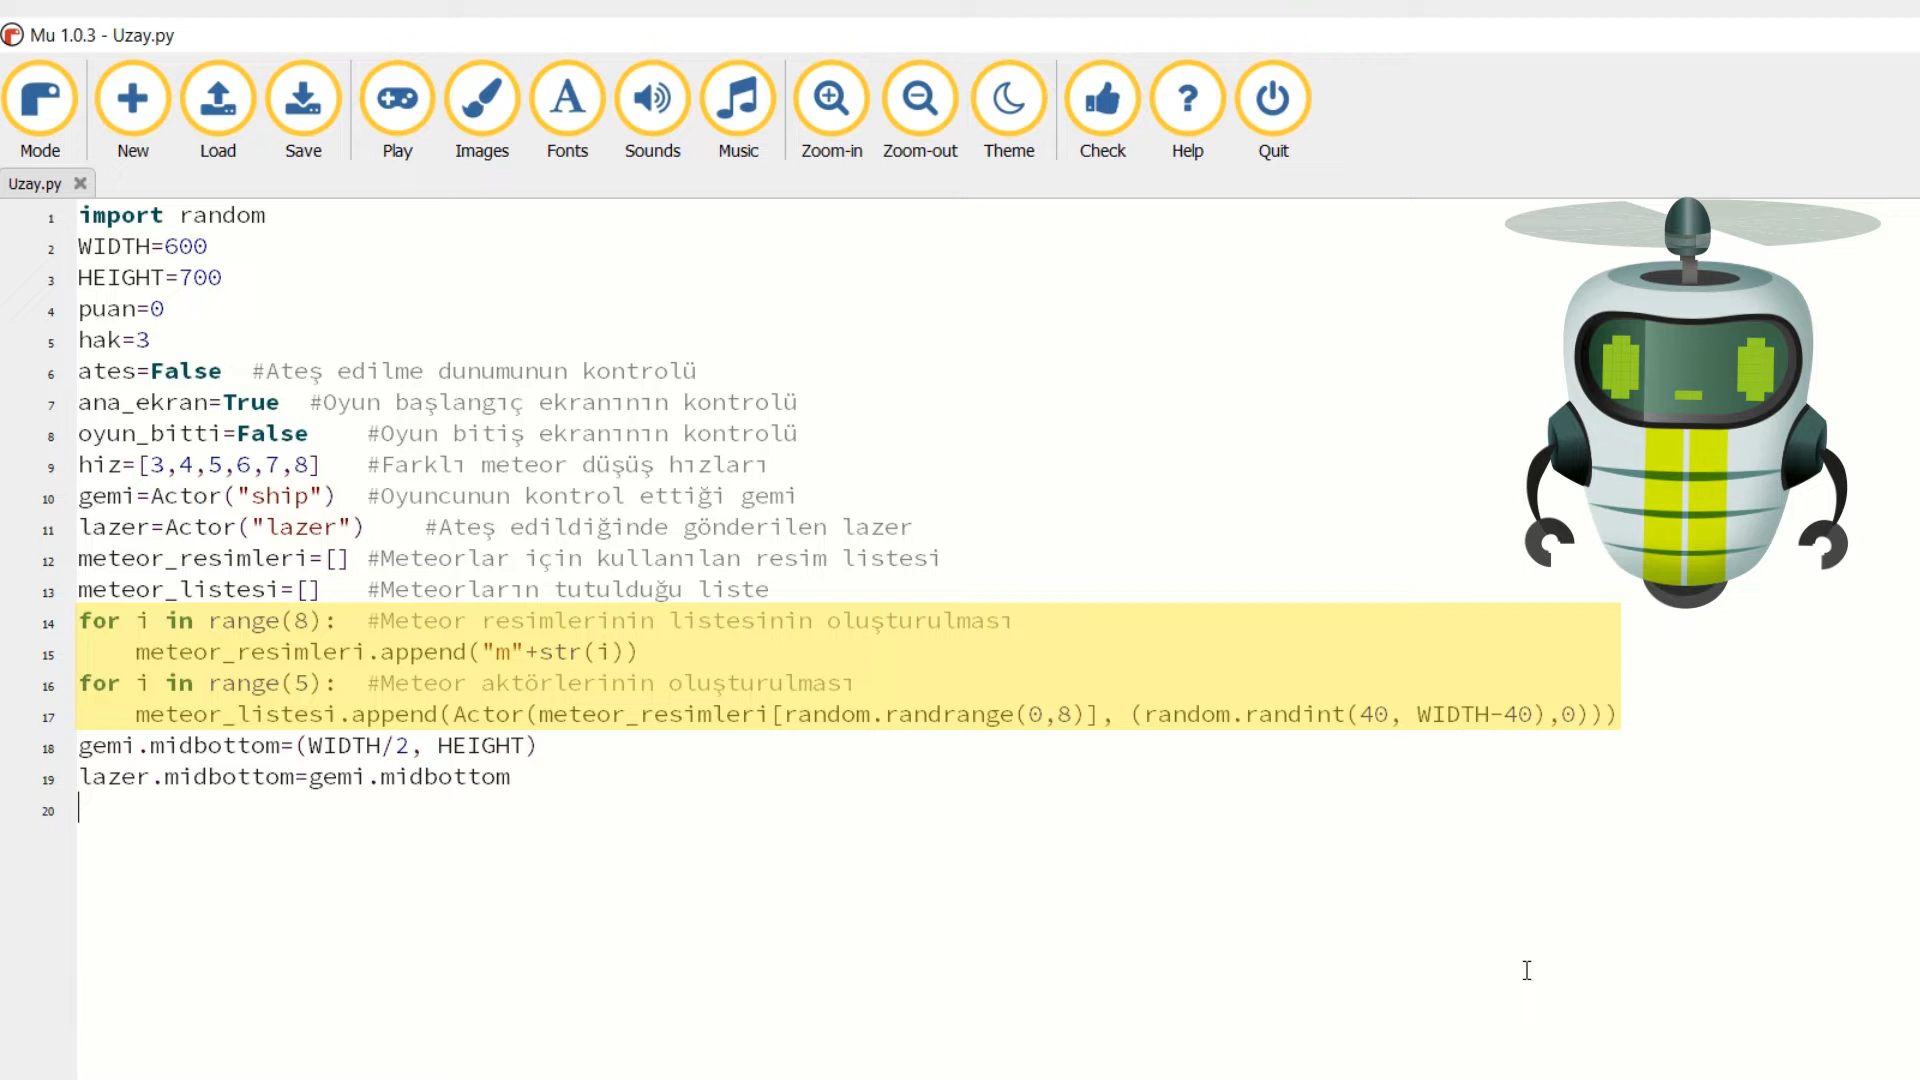 Mu 1.0.3 - Uzay.py
Mode New Load Save Play Images Fonts Sounds Music Zoom-in Zoom-out Theme Check Help Quit
Uzay.py
1 import random
2 WIDTH=600
3 HEIGHT=700
4 puan=0
5 hak=3
6 ates=False  #Ateş edilme dunumunun kontrolü
7 ana_ekran=True  #Oyun başlangıç ekranının kontrolü
8 oyun_bitti=False    #Oyun bitiş ekranının kontrolü
9 hiz=[3,4,5,6,7,8]   #Farklı meteor düşüş hızları
10 gemi=Actor("ship")  #Oyuncunun kontrol ettiği gemi
11 lazer=Actor("lazer")    #Ateş edildiğinde gönderilen lazer
12 meteor_resimleri=[] #Meteorlar için kullanılan resim listesi
13 meteor_listesi=[]   #Meteorların tutulduğu liste
14 for i in range(8):  #Meteor resimlerinin listesinin oluşturulması
15     meteor_resimleri.append("m"+str(i))
16 for i in range(5):  #Meteor aktörlerinin oluşturulması
17     meteor_listesi.append(Actor(meteor_resimleri[random.randrange(0,8)], (random.randint(40, WIDTH-40),0)))
18 gemi.midbottom=(WIDTH/2, HEIGHT)
19 lazer.midbottom=gemi.midbottom
20